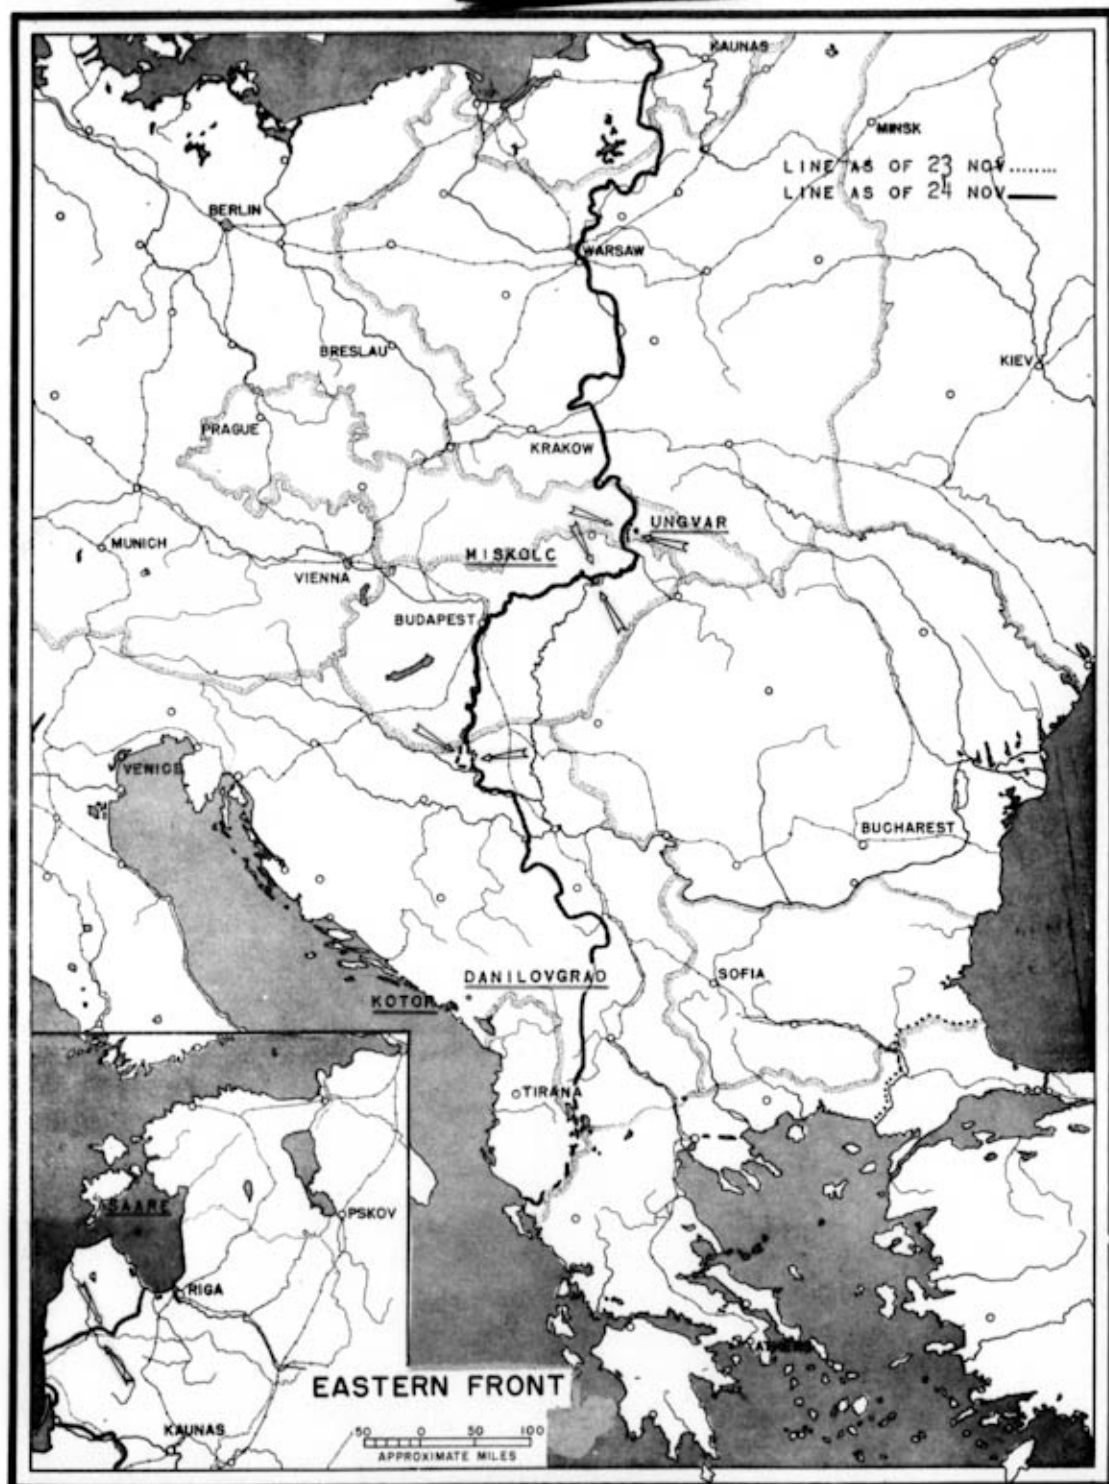 KAUNAS
MINSK
LINE AS OF 23 NOV........
LINE AS OF 24 NOV
BERLIN
WARSAW
BRESLAU
KIEV
PRAGUE
KRAKOW
UNGVAR
MUNICH
MISKOLC
VIENNA
BUDAPEST
VENICE
BUCHAREST
DANILOVGRAD
SOFIA
KOTOR
TIRANA
SAARE
PSKOV
RIGA
ATHENS
EASTERN FRONT
KAUNAS
50 0 50 100
APPROXIMATE MILES